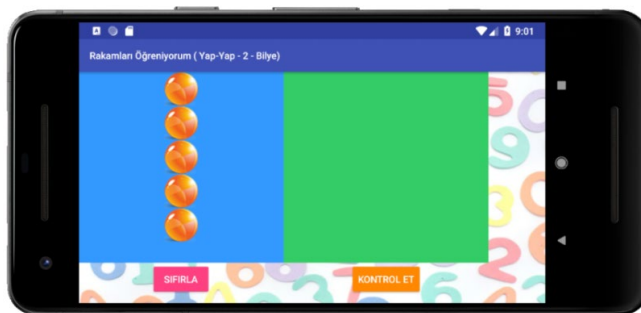 9:01
Rakamları Öğreniyorum ( Yap-Yap - 2 - Bilye)
SIFIRLA
KONTROL ET